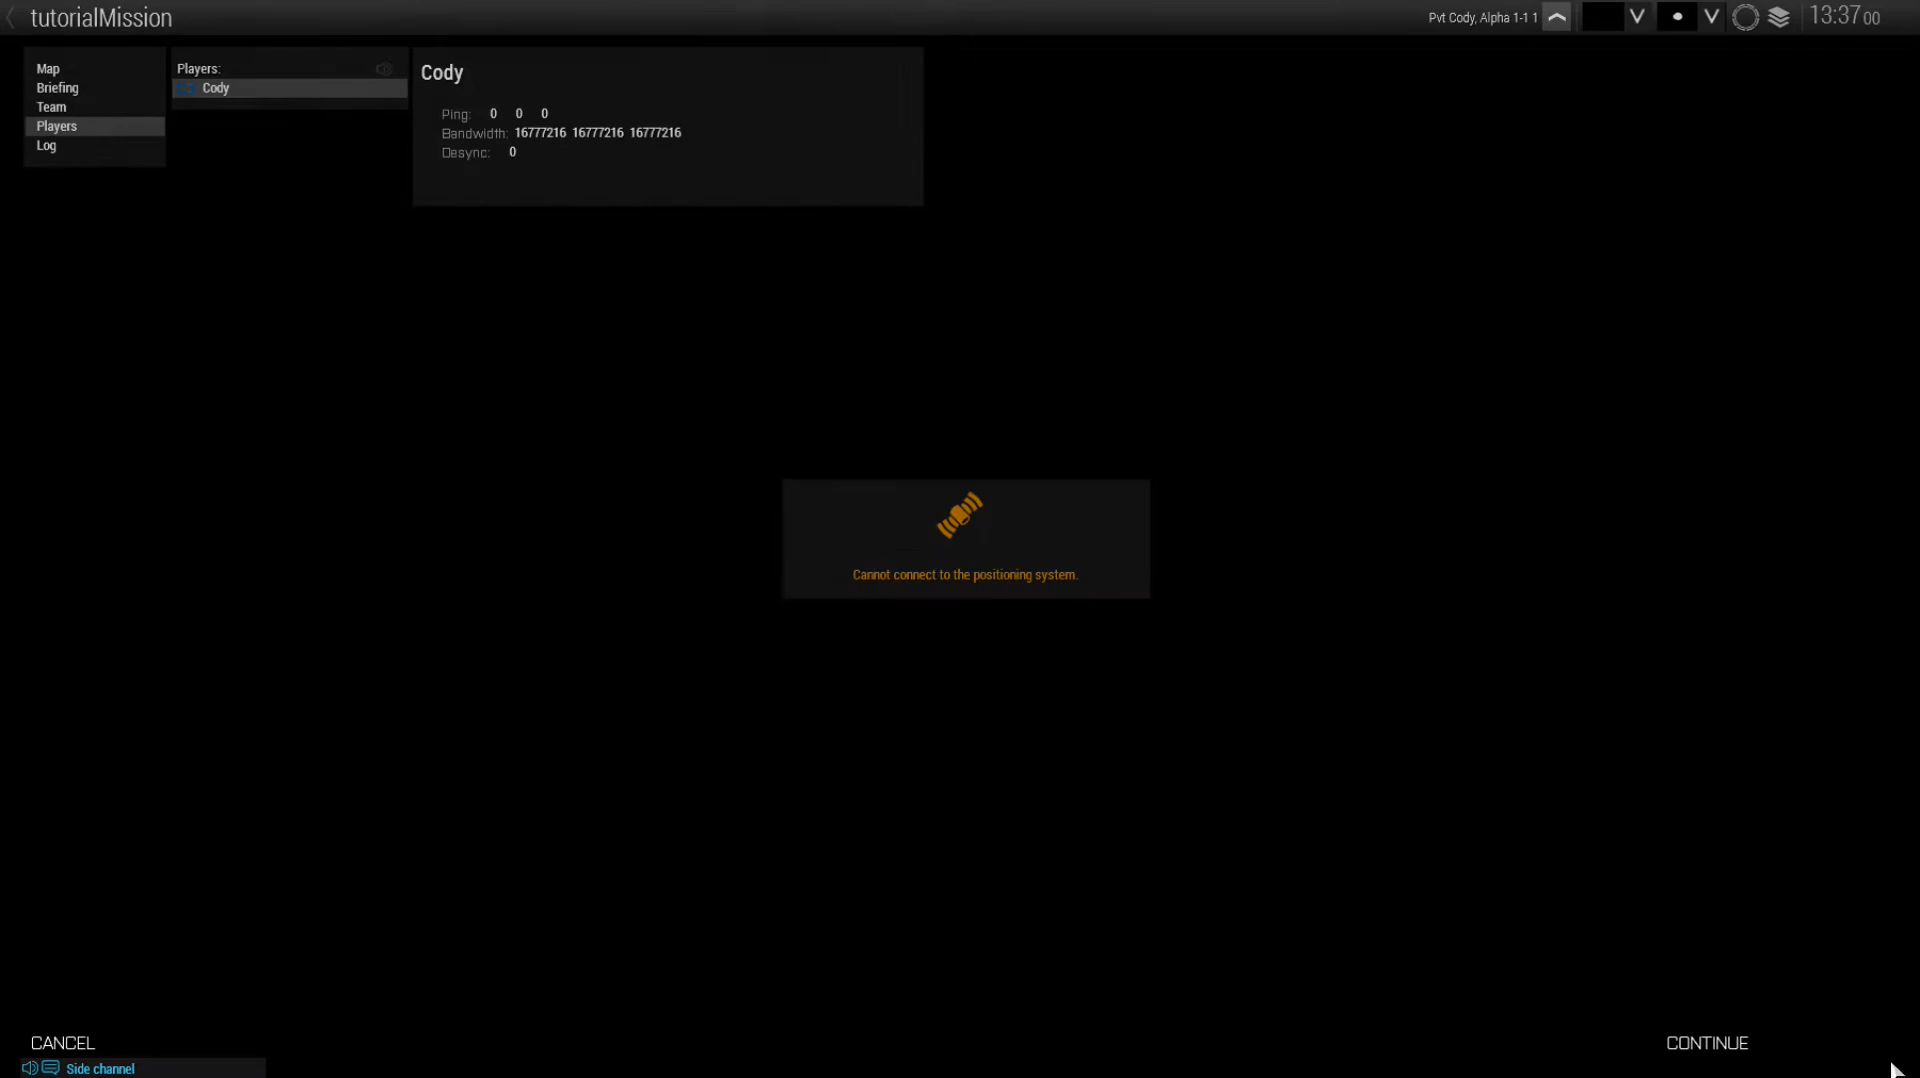 tutorialMission
Pvt Cody, Alpha 1-1 1
13:37 00
Map
Briefing
Team
Players
Log
Players:
Cody
Cody
Ping: 0 0 0
Bandwidth: 16777216 16777216 16777216
Desync: 0
Cannot connect to the positioning system.
CANCEL
CONTINUE
Side channel